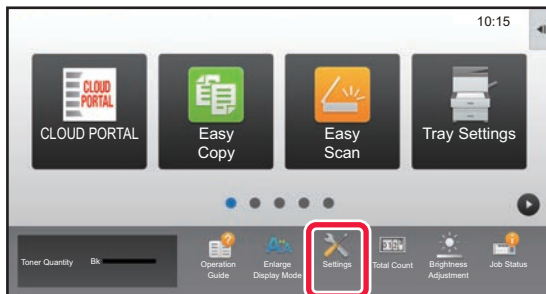 10:15
CLOUD
PORTAL
CLOUD PORTAL
Easy
Copy
Easy
Scan
Tray Settings
Toner Quantity
Bk
Operation
Guide
Enlarge
Display Mode
Settings
Total Count
Brightness
Adjustment
Job Status